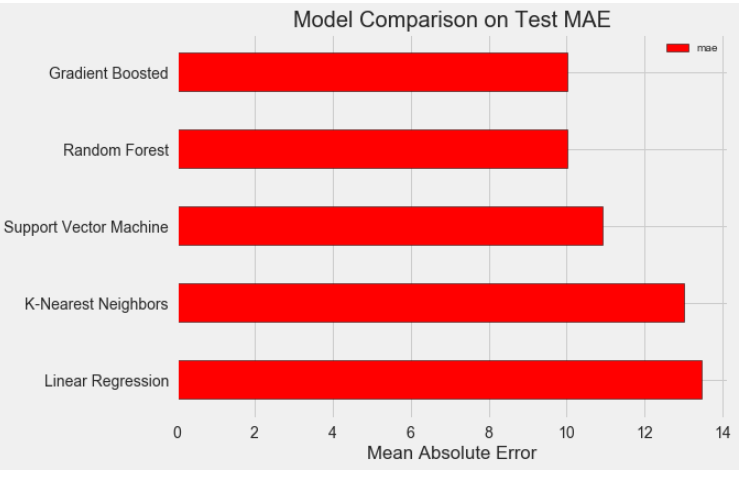 Model Comparison on Test MAE
mae
Gradient Boosted
Random Forest
Support Vector Machine
K-Nearest Neighbors
Linear Regression
0 2 4 6 8 10 12 14
Mean Absolute Error